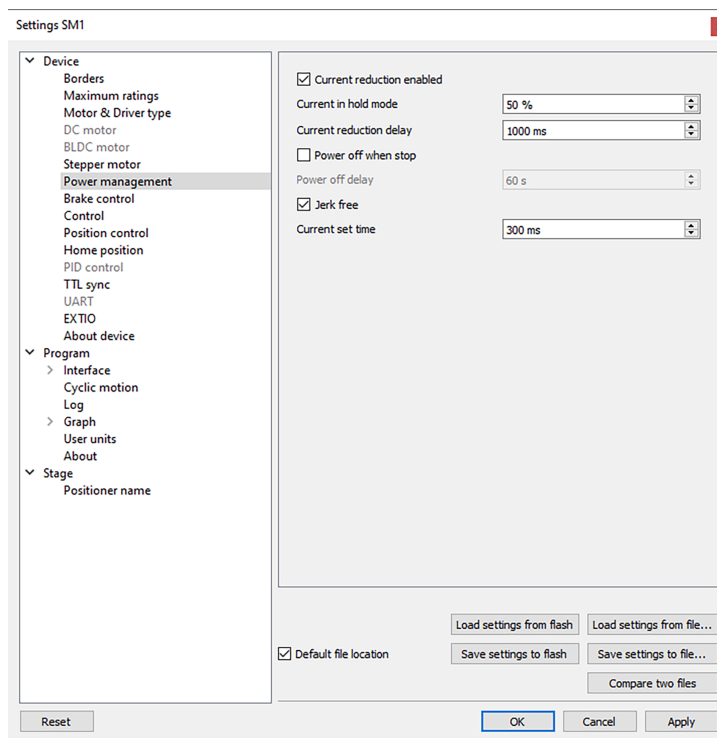 Settings SM1
Device
Borders
Maximum ratings
Motor & Driver type
DC motor
BLDC motor
Stepper motor
Power management
Brake control
Control
Position control
Home position
PID control
TTL sync
UART
EXTIO
About device
Program
Interface
Cyclic motion
Log
Graph
User units
About
Stage
Positioner name
Current reduction enabled
Current in hold mode 50 %
Current reduction delay 1000 ms
Power off when stop
Power off delay 60 s
Jerk free
Current set time 300 ms
Load settings from flash Load settings from file...
Default file location Save settings to flash Save settings to file...
Compare two files
Reset OK Cancel Apply